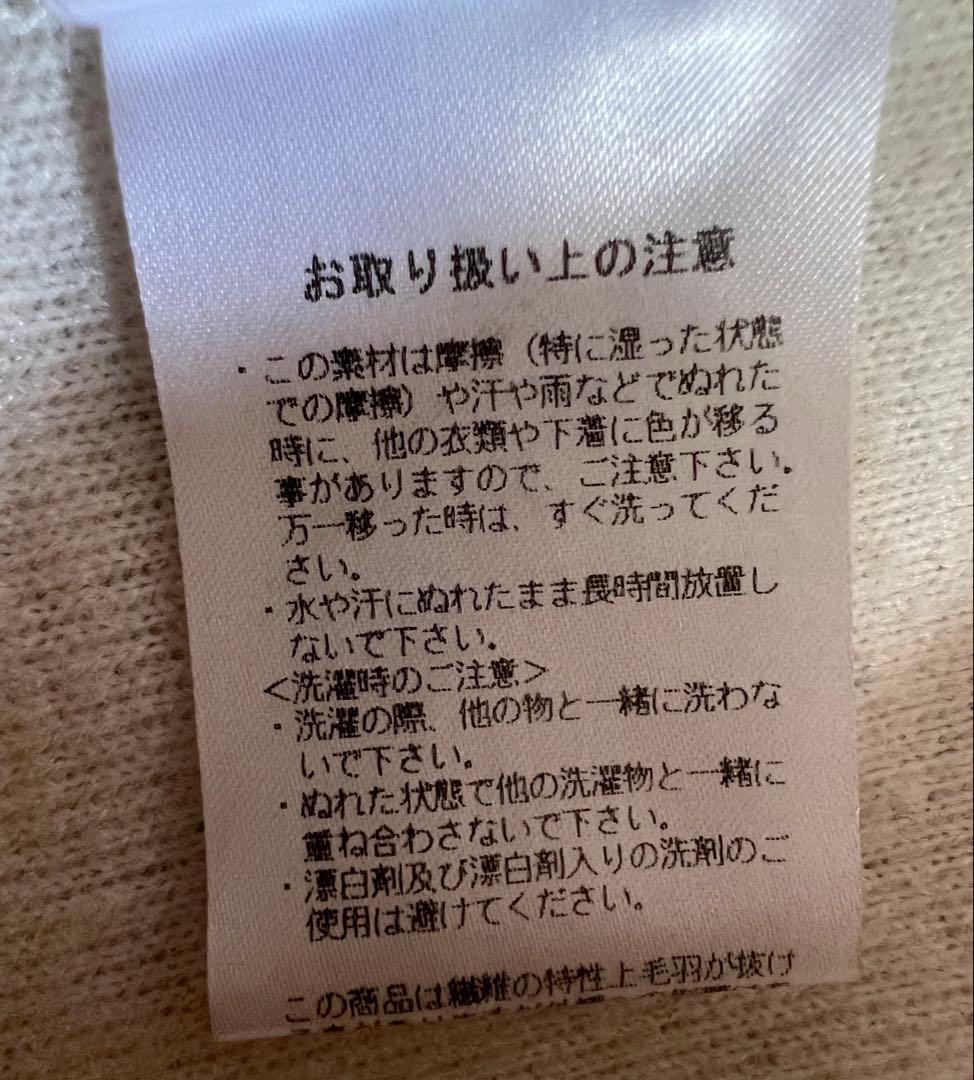 お取り扱い上の注意
・この素材は摩擦（特に湿った状態
での摩擦）や汗や雨などでぬれた
時に、他の衣類や下着に色が移る
事がありますので、ご注意下さい。
万一移った時は、すぐ洗ってくだ
さい。
・水や汗にぬれたまま長時間放置し
ないで下さい。
＜洗濯時のご注意＞
・洗濯の際、他の物と一緒に洗わな
いで下さい。
・ぬれた状態で他の洗濯物と一緒に
重ね合わさないで下さい。
・漂白剤及び漂白剤入りの洗剤のご
使用は避けてください。
この商品は繊維の特性上毛羽が抜け